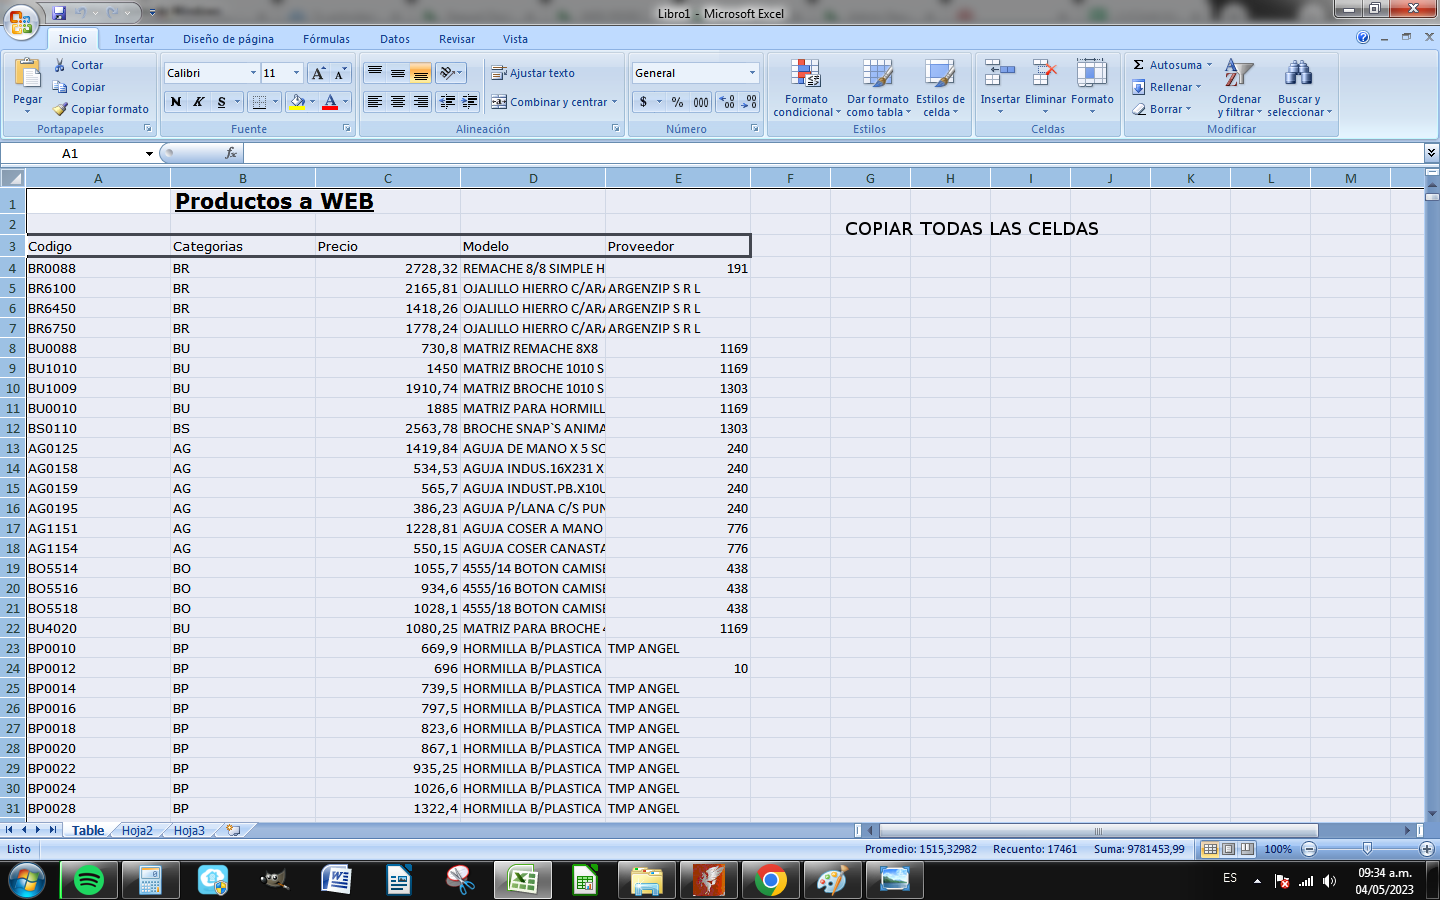 Libro1 - Microsoft Excel
Inicio Insertar Diseño de página Fórmulas Datos Revisar Vista
Pegar
Cortar
Copiar
Copiar formato
Portapapeles
Calibri 11
N K S
Fuente
Ajustar texto
Combinar y centrar
Alineación
General
$ % 000
Número
Formato condicional
Dar formato como tabla
Estilos de celda
Estilos
Insertar Eliminar Formato
Celdas
Autosuma
Rellenar
Borrar
Ordenar y filtrar
Buscar y seleccionar
Modificar
A1 fx
A B C D E F G H I J K L M
1 Productos a WEB
2 COPIAR TODAS LAS CELDAS
3 Codigo Categorias Precio Modelo Proveedor
4 BR0088 BR 2728,32 REMACHE 8/8 SIMPLE H 191
5 BR6100 BR 2165,81 OJALILLO HIERRO C/ARA ARGENZIP S R L
6 BR6450 BR 1418,26 OJALILLO HIERRO C/ARA ARGENZIP S R L
7 BR6750 BR 1778,24 OJALILLO HIERRO C/ARA ARGENZIP S R L
8 BU0088 BU 730,8 MATRIZ REMACHE 8X8 1169
9 BU1010 BU 1450 MATRIZ BROCHE 1010 S 1169
10 BU1009 BU 1910,74 MATRIZ BROCHE 1010 S 1303
11 BU0010 BU 1885 MATRIZ PARA HORMILL 1169
12 BS0110 BS 2563,78 BROCHE SNAP`S ANIMA 1303
13 AG0125 AG 1419,84 AGUJA DE MANO X 5 SO 240
14 AG0158 AG 534,53 AGUJA INDUS.16X231 X 240
15 AG0159 AG 565,7 AGUJA INDUST.PB.X10U 240
16 AG0195 AG 386,23 AGUJA P/LANA C/S PUN 240
17 AG1151 AG 1228,81 AGUJA COSER A MANO 776
18 AG1154 AG 550,15 AGUJA COSER CANASTA 776
19 BO5514 BO 1055,7 4555/14 BOTON CAMISE 438
20 BO5516 BO 934,6 4555/16 BOTON CAMISE 438
21 BO5518 BO 1028,1 4555/18 BOTON CAMISE 438
22 BU4020 BU 1080,25 MATRIZ PARA BROCHE 4 1169
23 BP0010 BP 669,9 HORMILLA B/PLASTICA TMP ANGEL
24 BP0012 BP 696 HORMILLA B/PLASTICA 10
25 BP0014 BP 739,5 HORMILLA B/PLASTICA TMP ANGEL
26 BP0016 BP 797,5 HORMILLA B/PLASTICA TMP ANGEL
27 BP0018 BP 823,6 HORMILLA B/PLASTICA TMP ANGEL
28 BP0020 BP 867,1 HORMILLA B/PLASTICA TMP ANGEL
29 BP0022 BP 935,25 HORMILLA B/PLASTICA TMP ANGEL
30 BP0024 BP 1026,6 HORMILLA B/PLASTICA TMP ANGEL
31 BP0028 BP 1322,4 HORMILLA B/PLASTICA TMP ANGEL
Table Hoja2 Hoja3
Listo Promedio: 1515,32982 Recuento: 17461 Suma: 9781453,99 100%
ES 09:34 a.m.
04/05/2023